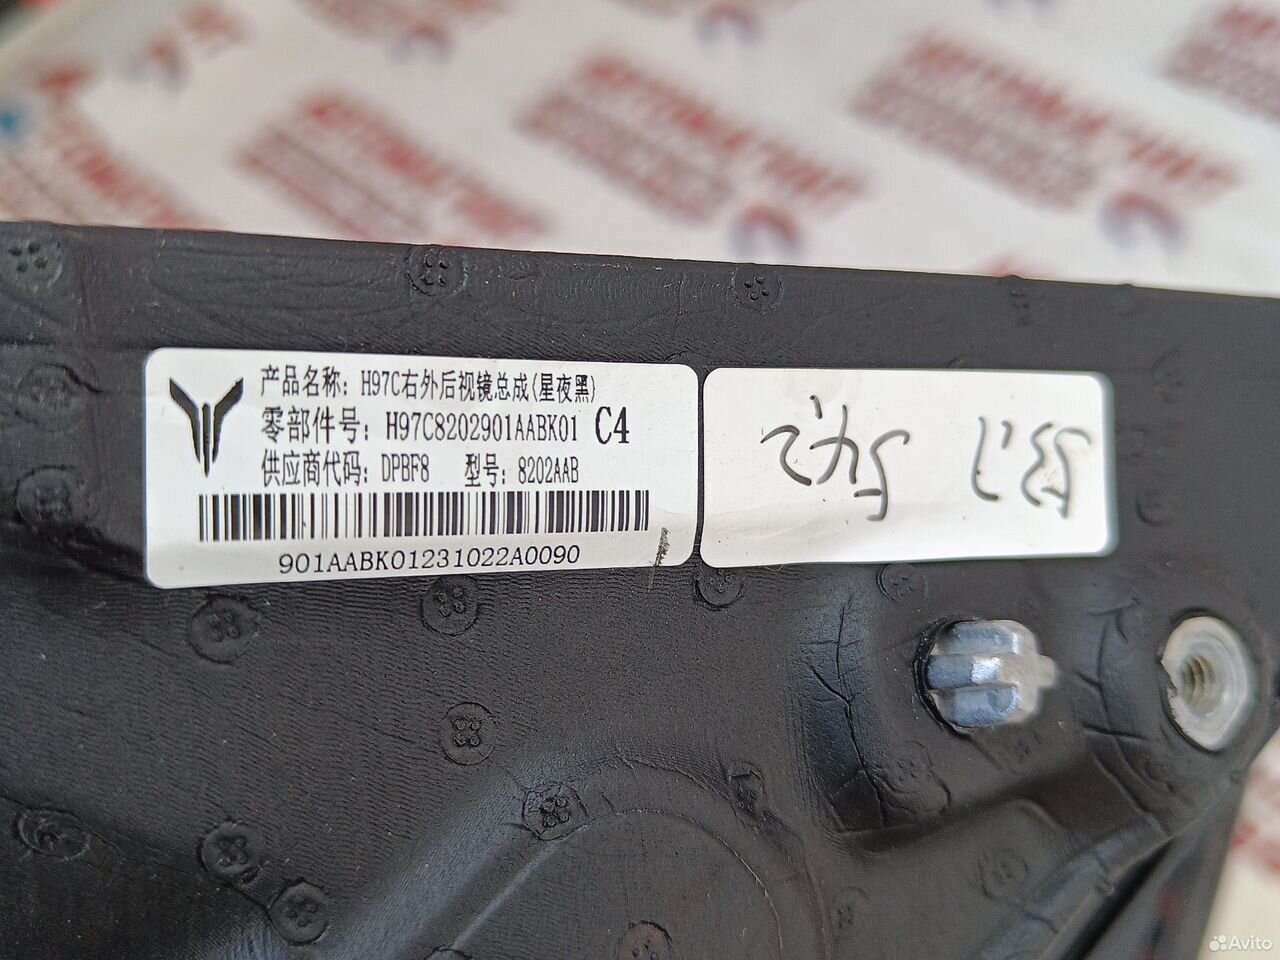 产品名称：H97C右外后视镜总成(星夜黑)
零部件号：H97C8202901AABK01 C4
供应商代码：DPBF8 型号：8202AAB
901AABK01231022A0090
Avito